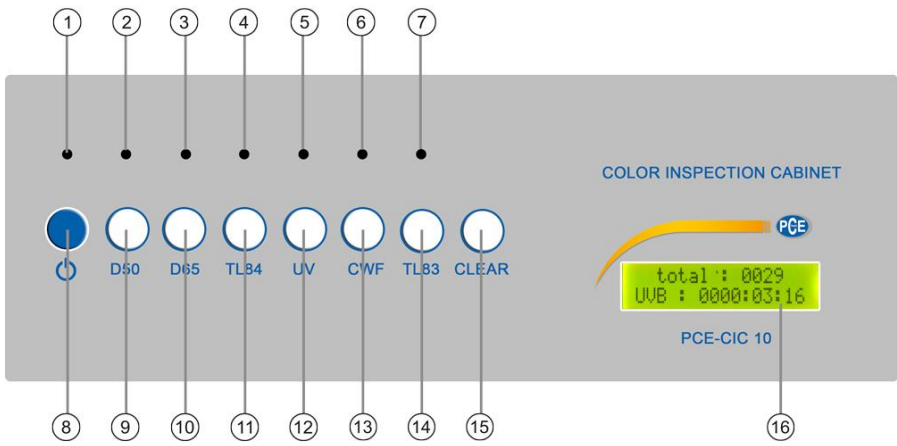 1 2 3 4 5 6 7
COLOR INSPECTION CABINET
PCE
D50 D65 TL84 UV CWF TL83 CLEAR
total : 0029
UVB : 0000:03:16
PCE-CIC 10
8 9 10 11 12 13 14 15 16